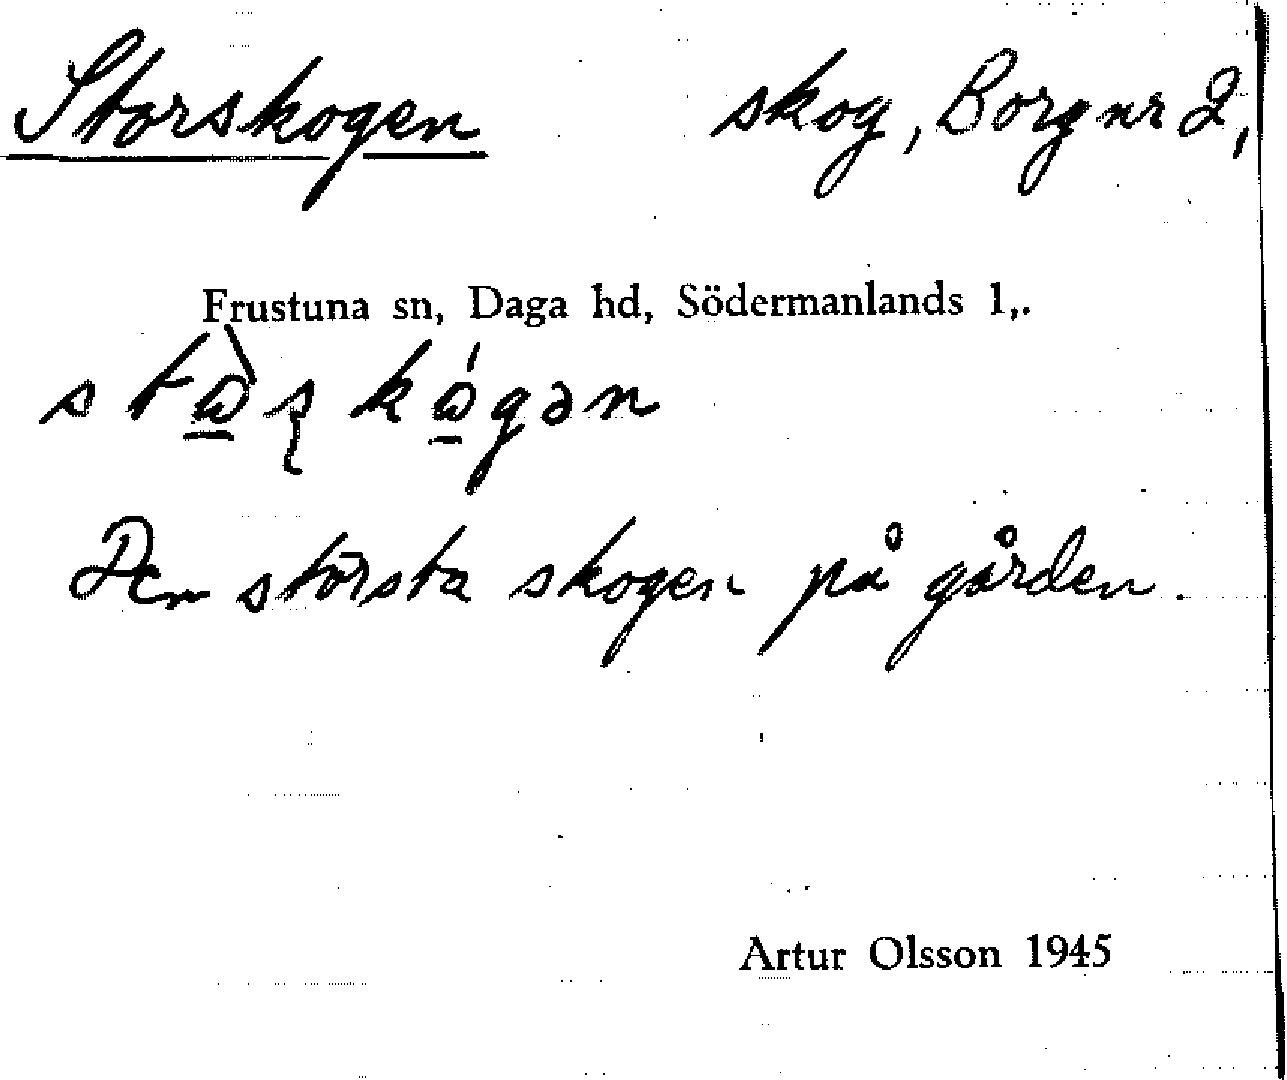 Storskogen skog, Borg nr 2,
Frustuna sn, Daga hd, Södermanlands l,.
Den största skogen på gården.
Artur Olsson 1945